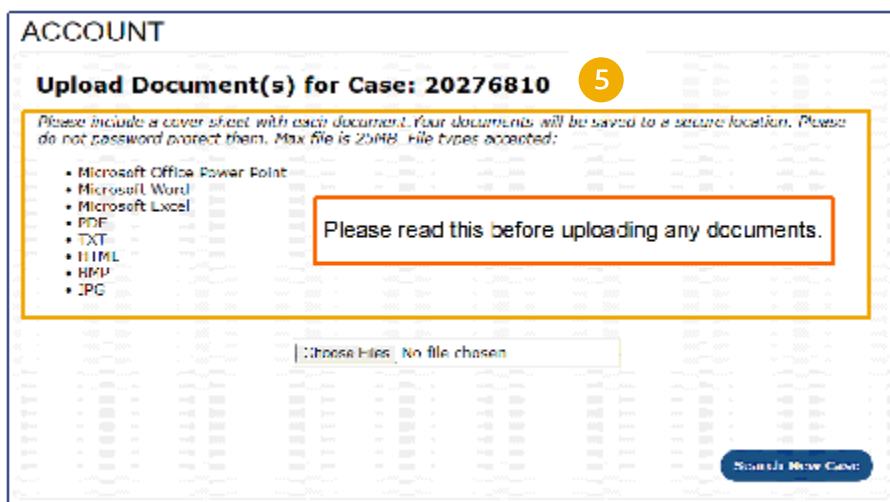 ACCOUNT
Upload Document(s) for Case: 20276810
5
Please include a cover sheet with each document. Your documents will be saved to a secure location. Please
do not password protect them. Max file is 25MB. File types accepted:
• Microsoft Office Power Point
• Microsoft Word
• Microsoft Excel
• PDF
• TXT
• HTML
• BMP
• JPG
Please read this before uploading any documents.
Choose Files No file chosen
Search New Case